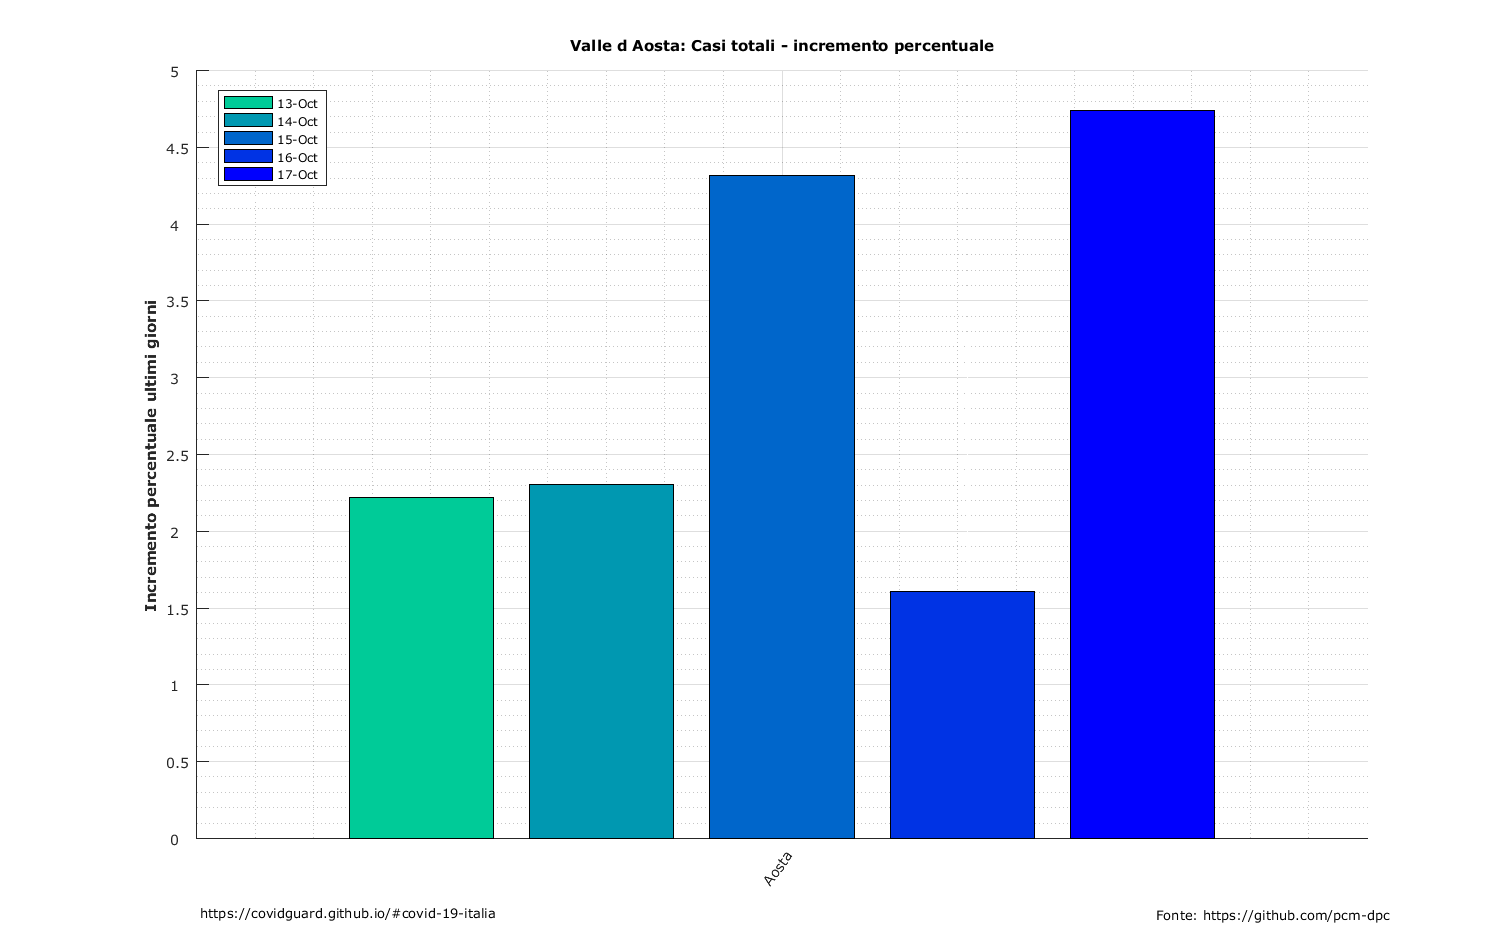 Valle d Aosta: Casi totali - incremento percentuale
5
4.5
4
3.5
3
2.5
2
1.5
1
0.5
0
Incremento percentuale ultimi giorni
13-Oct
14-Oct
15-Oct
16-Oct
17-Oct
Aosta
https://covidguard.github.io/#covid-19-italia
Fonte: https://github.com/pcm-dpc